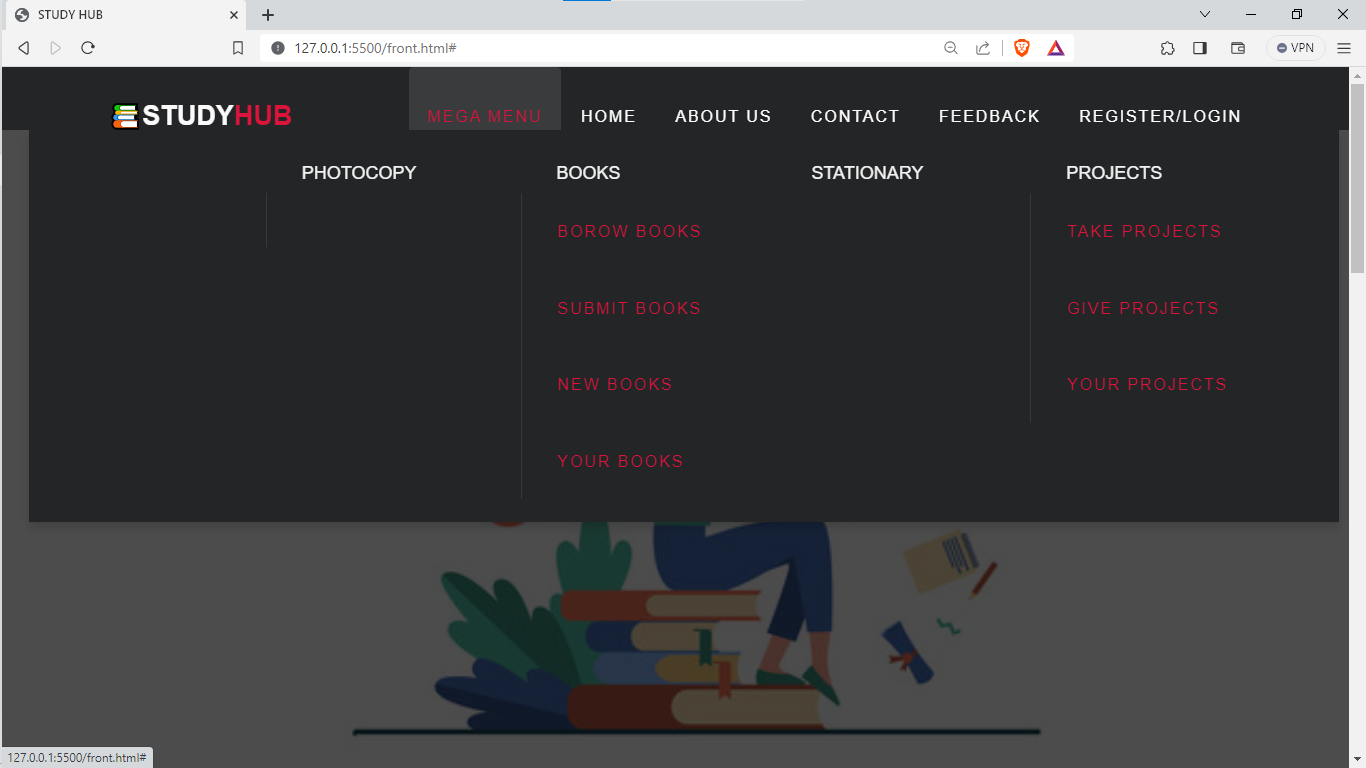 STUDY HUB
127.0.0.1:5500/front.html#
VPN
STUDYHUB
MEGA MENU
HOME
ABOUT US
CONTACT
FEEDBACK
REGISTER/LOGIN
PHOTOCOPY
BOOKS
STATIONARY
PROJECTS
BOROW BOOKS
TAKE PROJECTS
SUBMIT BOOKS
GIVE PROJECTS
NEW BOOKS
YOUR PROJECTS
YOUR BOOKS
127.0.0.1:5500/front.html#